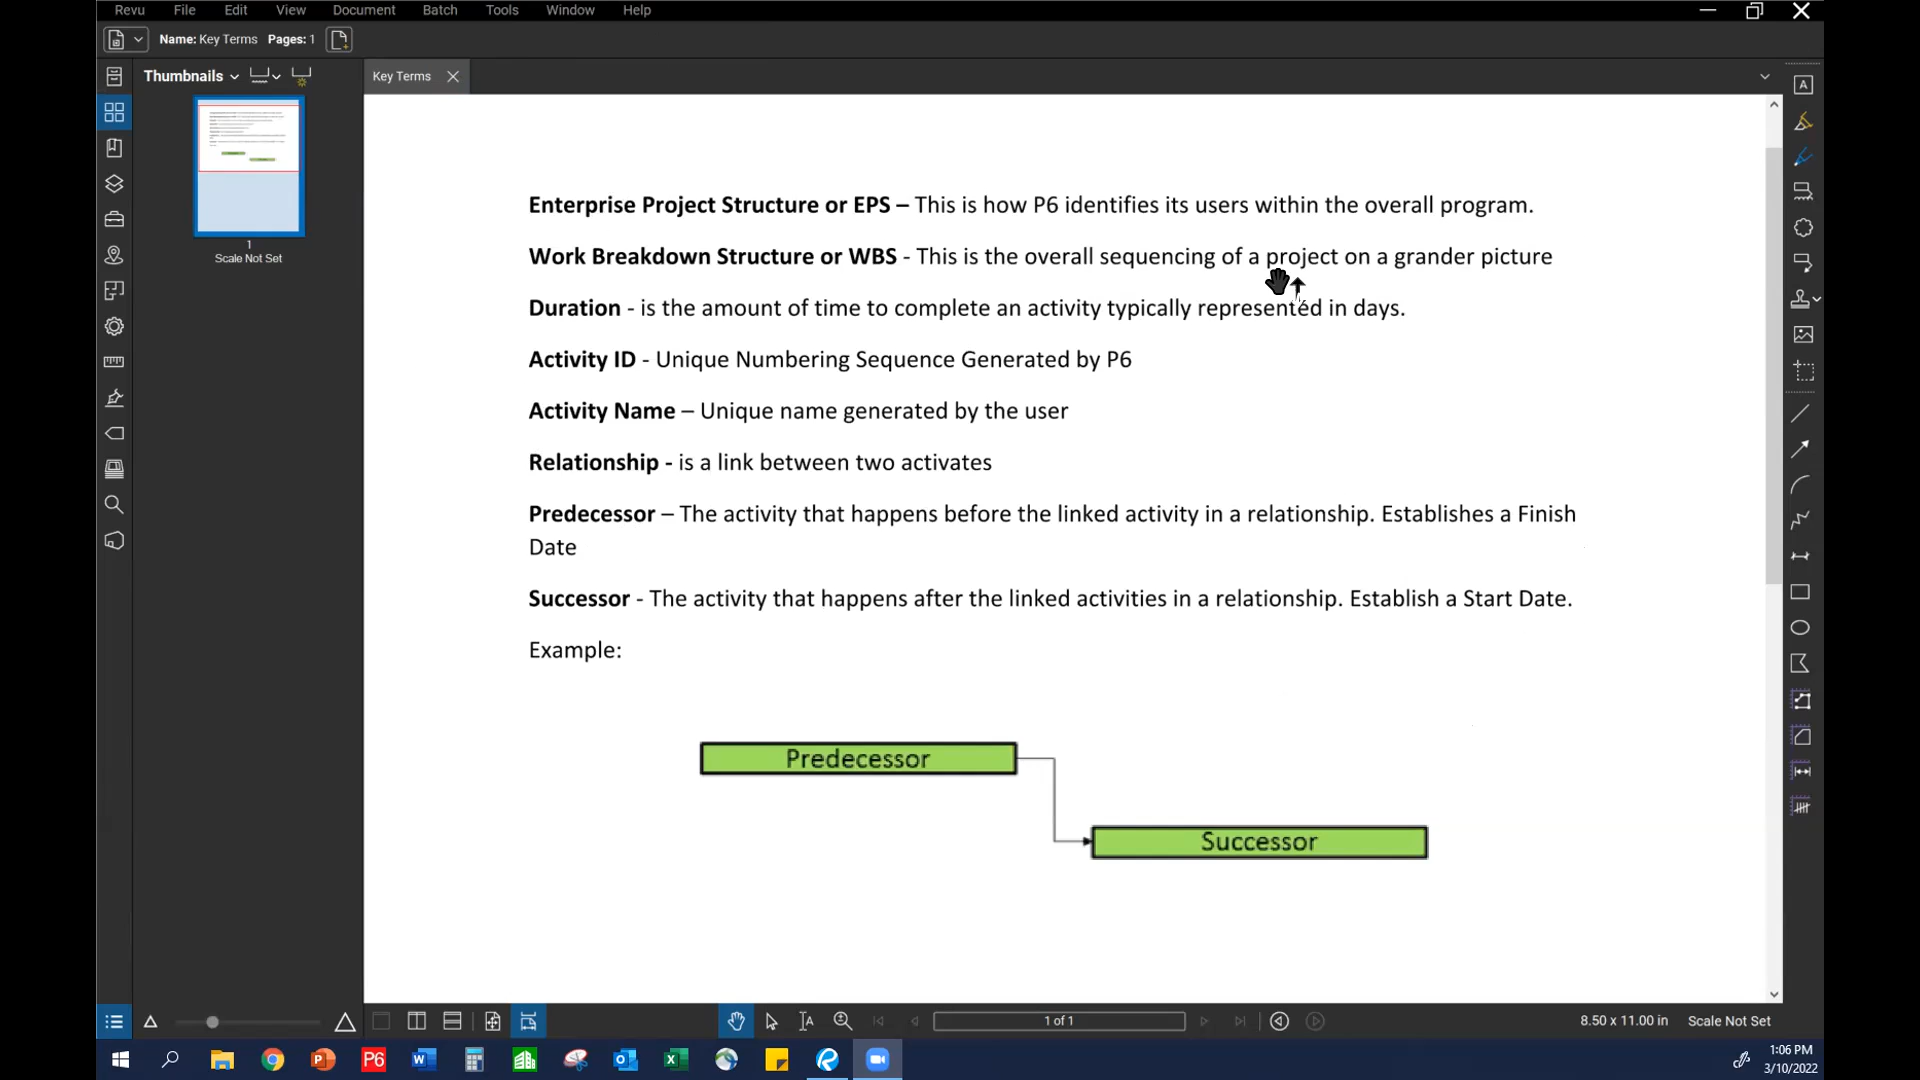 Revu File Edit View Document Batch Tools Window Help
Name: Key Terms Pages: 1
Thumbnails
Key Terms
1
Scale Not Set
Enterprise Project Structure or EPS – This is how P6 identifies its users within the overall program.
Work Breakdown Structure or WBS - This is the overall sequencing of a project on a grander picture
Duration - is the amount of time to complete an activity typically represented in days.
Activity ID - Unique Numbering Sequence Generated by P6
Activity Name – Unique name generated by the user
Relationship - is a link between two activates
Predecessor – The activity that happens before the linked activity in a relationship. Establishes a Finish
Date
Successor - The activity that happens after the linked activities in a relationship. Establish a Start Date.
Example:
Predecessor
Successor
1 of 1
8.50 x 11.00 in Scale Not Set
P6
1:06 PM
3/10/2022